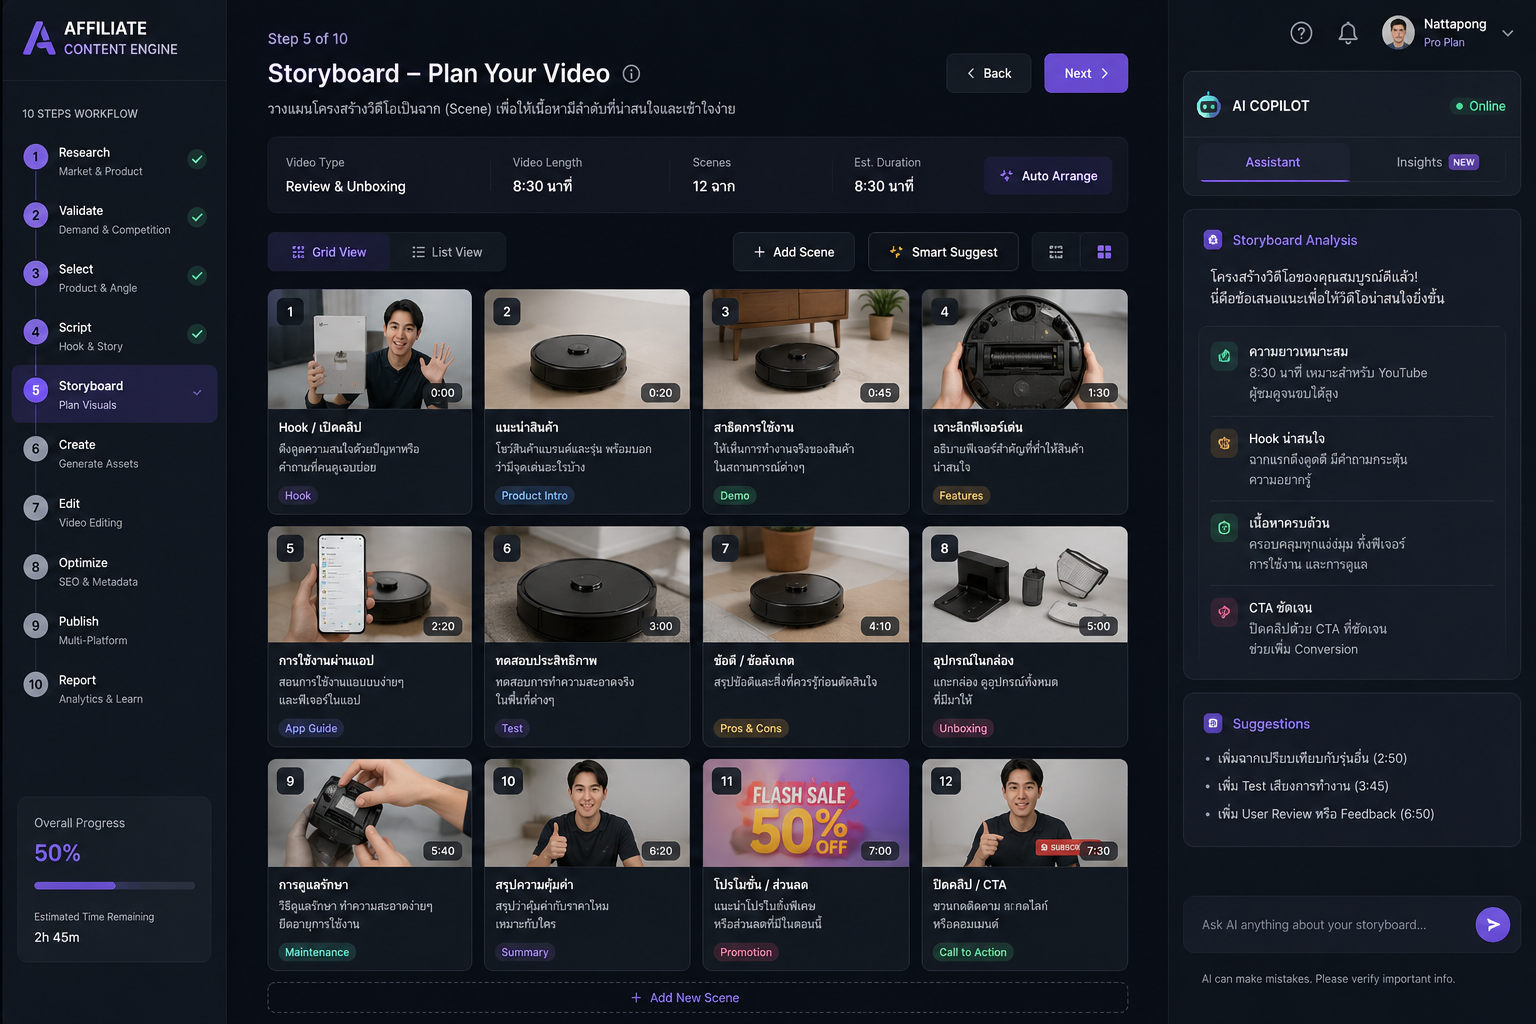 AFFILIATE
CONTENT ENGINE
10 STEPS WORKFLOW
1
Research
Market & Product
2
Validate
Demand & Competition
3
Select
Product & Angle
4
Script
Hook & Story
5
Storyboard
Plan Visuals
6
Create
Generate Assets
7
Edit
Video Editing
8
Optimize
SEO & Metadata
9
Publish
Multi-Platform
10
Report
Analytics & Learn
Overall Progress
50%
Estimated Time Remaining
2h 45m
Step 5 of 10
Storyboard – Plan Your Video
วางแผนโครงสร้างวิดีโอเป็นฉาก (Scene) เพื่อให้เนื้อหามีลำดับที่น่าสนใจและเข้าใจง่าย
Back
Next
Video Type
Review & Unboxing
Video Length
8:30 นาที
Scenes
12 ฉาก
Est. Duration
8:30 นาที
Auto Arrange
Grid View
List View
Add Scene
Smart Suggest
1
0:00
Hook / เปิดคลิป
ดึงดูดความสนใจด้วยปัญหาหรือ
คำถามที่คนดูเจอบ่อย
Hook
2
0:20
แนะนำสินค้า
โชว์สินค้าแบรนด์และรุ่น พร้อมบอก
ว่ามีจุดเด่นอะไรบ้าง
Product Intro
3
0:45
สาธิตการใช้งาน
ให้เห็นการทำงานจริงของสินค้า
ในสถานการณ์ต่างๆ
Demo
4
1:30
เจาะลึกฟีเจอร์เด่น
อธิบายฟีเจอร์สำคัญที่ทำให้สินค้า
น่าสนใจ
Features
5
2:20
การใช้งานผ่านแอป
สอนการใช้งานแอปแบบง่ายๆ
และฟีเจอร์ในแอป
App Guide
6
3:00
ทดสอบประสิทธิภาพ
ทดสอบการทำความสะอาดจริง
ในพื้นที่ต่างๆ
Test
7
4:10
ข้อดี / ข้อสังเกต
สรุปข้อดีและสิ่งที่ควรรู้ก่อนตัดสินใจ
Pros & Cons
8
5:00
อุปกรณ์ในกล่อง
แกะกล่อง ดูอุปกรณ์ทั้งหมด
ที่มีมาให้
Unboxing
9
5:40
การดูแลรักษา
วิธีดูแลรักษา ทำความสะอาดง่ายๆ
ยืดอายุการใช้งาน
Maintenance
10
6:20
สรุปความคุ้มค่า
สรุปว่าคุ้มค่ากับราคาไหม
เหมาะกับใคร
Summary
11
FLASH SALE
50%
OFF
7:00
โปรโมชั่น / ส่วนลด
แนะนำโปรโมชั่นพิเศษ
หรือส่วนลดที่มีในตอนนี้
Promotion
12
7:30
ปิดคลิป / CTA
ชวนกดติดตาม กดไลก์
หรือคอมเมนต์
Call to Action
Add New Scene
Nattapong
Pro Plan
AI COPILOT
Online
Assistant
Insights NEW
Storyboard Analysis
โครงสร้างวิดีโอของคุณสมบูรณ์ดีแล้ว!
นี่คือข้อเสนอแนะเพื่อให้วิดีโอน่าสนใจยิ่งขึ้น
ความยาวเหมาะสม
8:30 นาที เหมาะสำหรับ YouTube
ผู้ชมดูจนจบได้สูง
Hook น่าสนใจ
ฉากแรกดึงดูดดี มีคำถามกระตุ้น
ความอยากรู้
เนื้อหาครบถ้วน
ครอบคลุมทุกแง่มุม ทั้งฟีเจอร์
การใช้งาน และการดูแล
CTA ชัดเจน
ปิดคลิปด้วย CTA ที่ชัดเจน
ช่วยเพิ่ม Conversion
Suggestions
• เพิ่มฉากเปรียบเทียบกับรุ่นอื่น (2:50)
• เพิ่ม Test เสียงการทำงาน (3:45)
• เพิ่ม User Review หรือ Feedback (6:50)
Ask AI anything about your storyboard...
AI can make mistakes. Please verify important info.